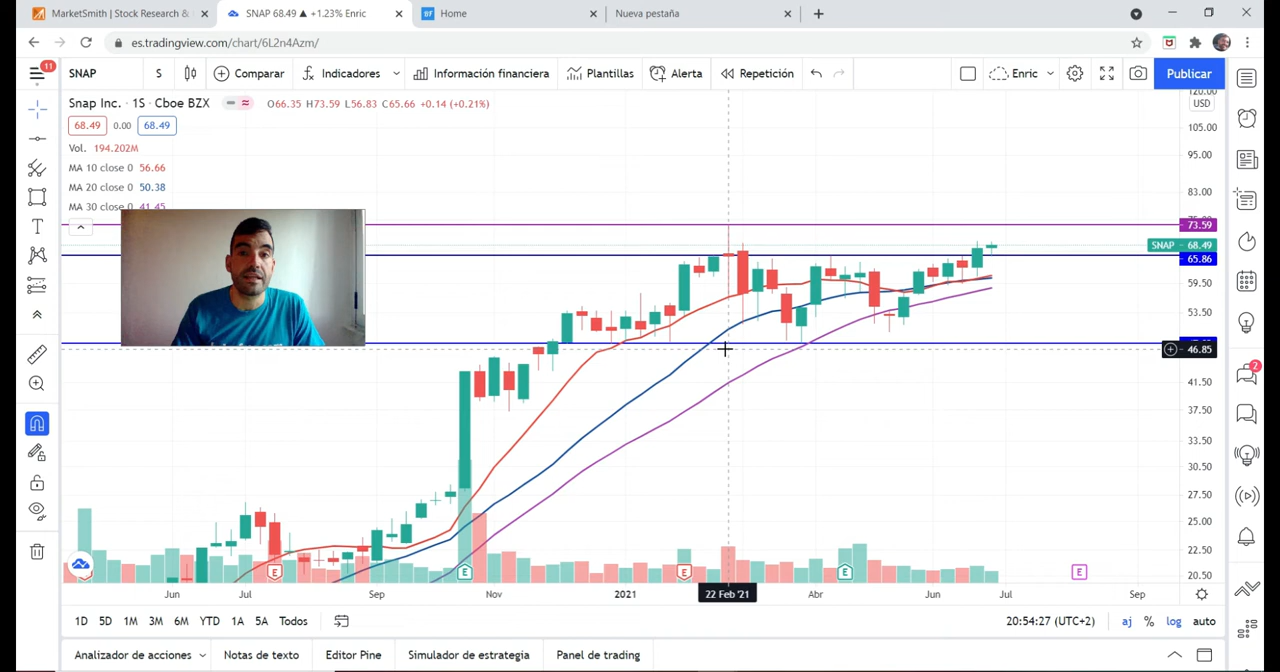 MarketSmith | Stock Research &
SNAP 68.49 ▲ +1.23% Enric
BF Home
Nueva pestaña
es.tradingview.com/chart/6L2n4Azm/
11
SNAP
S
Comparar
Indicadores
Información financiera
Plantillas
Alerta
Repetición
Enric
Publicar
Snap Inc. · 1S · Cboe BZX
O66.35 H73.59 L56.83 C65.66 +0.14 (+0.21%)
68.49 0.00 68.49
Vol. 194.202M
MA 10 close 0 56.66
MA 20 close 0 50.38
MA 30 close 0 41.45
120.00
USD
105.00
95.00
83.00
73.59
SNAP 68.49
65.86
59.50
53.50
46.85
41.50
37.50
33.50
30.50
27.50
25.00
22.50
20.50
2
E E E E E
Jun Jul Sep Nov 2021 22 Feb '21 Abr Jun Jul Sep
1D 5D 1M 3M 6M YTD 1A 5A Todos
20:54:27 (UTC+2)
aj % log auto
Analizador de acciones
Notas de texto
Editor Pine
Simulador de estrategia
Panel de trading